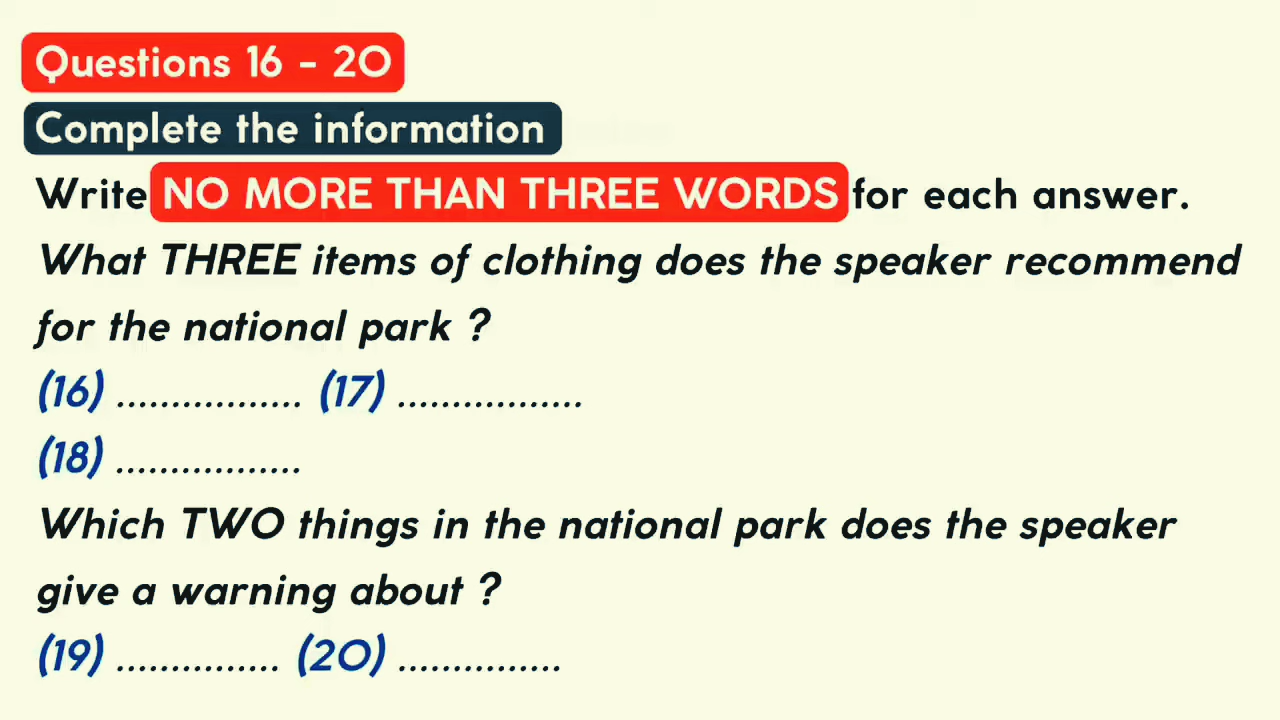 Questions 16 - 20
Complete the information
Write NO MORE THAN THREE WORDS for each answer.
What THREE items of clothing does the speaker recommend
for the national park ?
(16) ................. (17) .................
(18) .................
Which TWO things in the national park does the speaker
give a warning about ?
(19) ............... (20) ...............